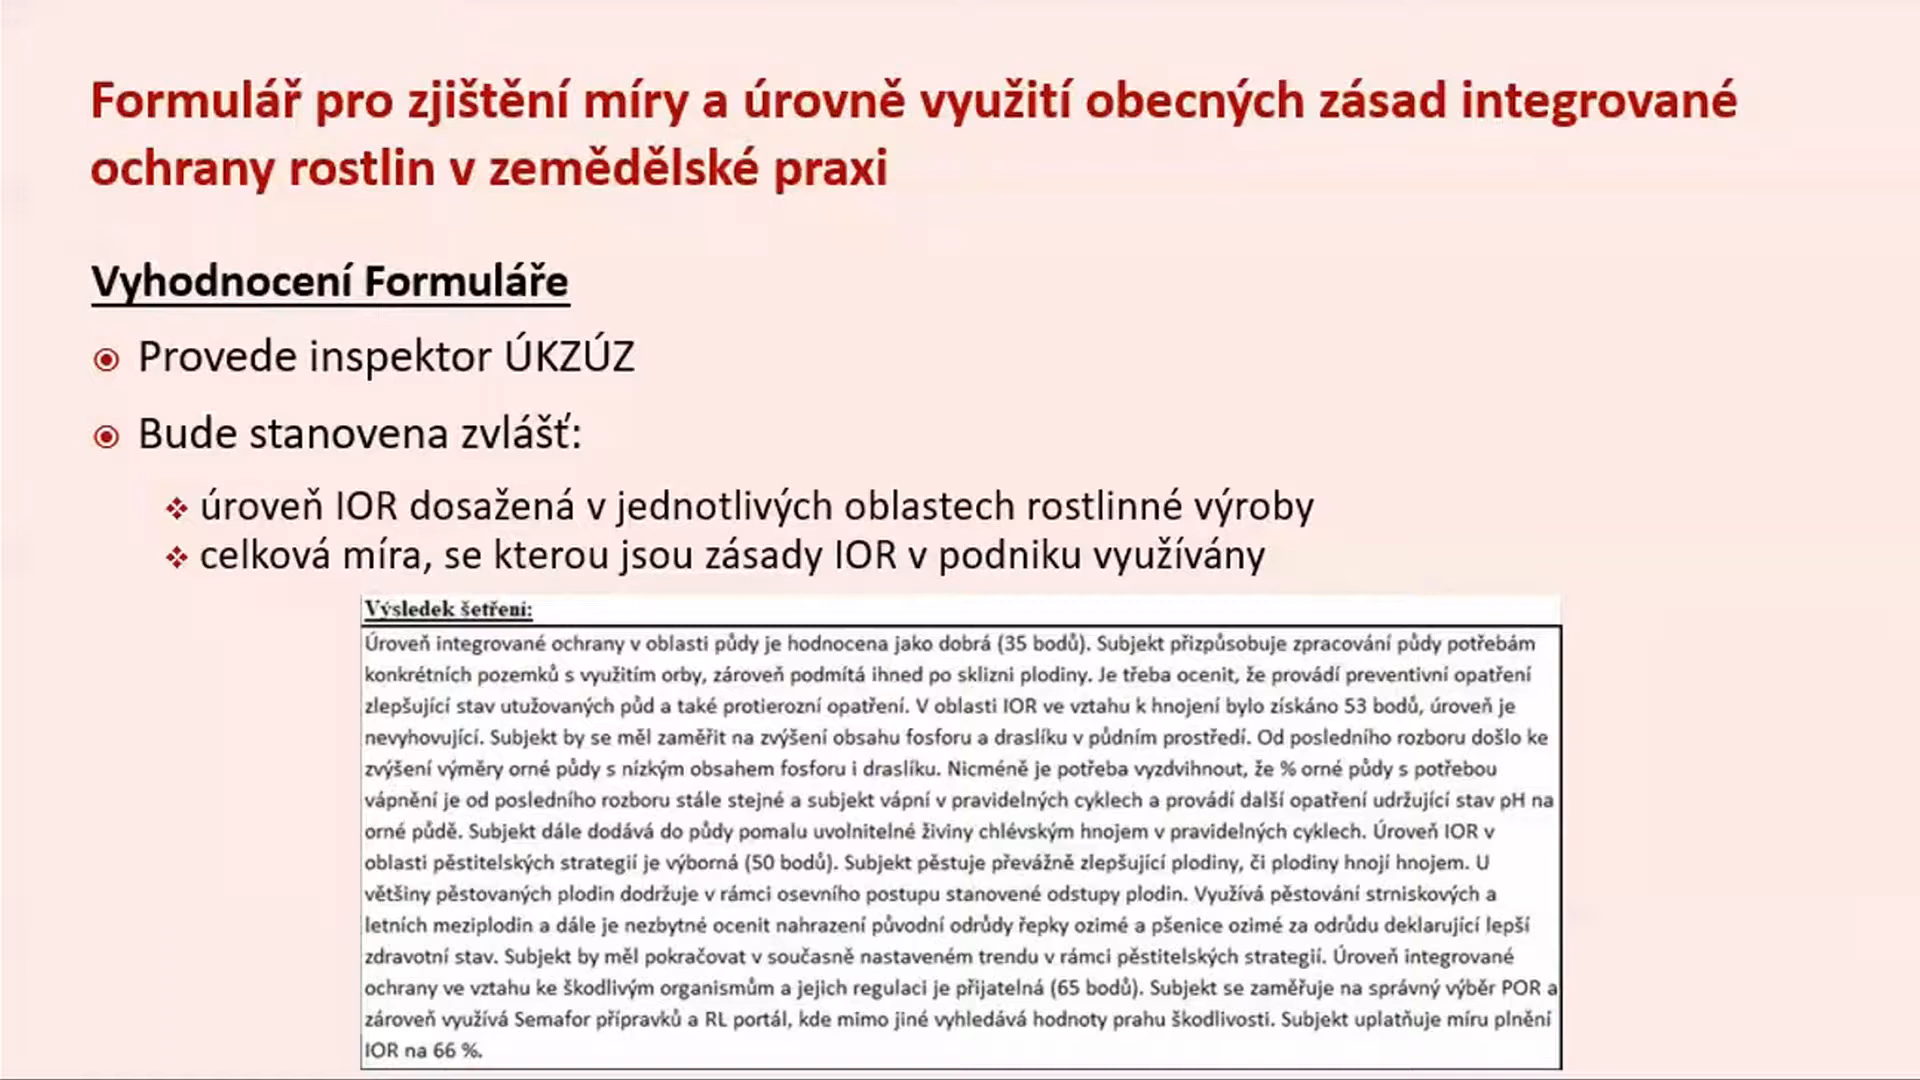 Formulář pro zjištění míry a úrovně využití obecných zásad integrované
ochrany rostlin v zemědělské praxi
Vyhodnocení Formuláře
Provede inspektor ÚKZÚZ
Bude stanovena zvlášť:
úroveň IOR dosažená v jednotlivých oblastech rostlinné výroby
celková míra, se kterou jsou zásady IOR v podniku využívány
Výsledek šetření:
Úroveň integrované ochrany v oblasti půdy je hodnocena jako dobrá (35 bodů). Subjekt přizpůsobuje zpracování půdy potřebám
konkrétních pozemků s využitím orby, zároveň podmítá ihned po sklizni plodiny. Je třeba ocenit, že provádí preventivní opatření
zlepšující stav utužovaných půd a také protierozní opatření. V oblasti IOR ve vztahu k hnojení bylo získáno 53 bodů, úroveň je
nevyhovující. Subjekt by se měl zaměřit na zvýšení obsahu fosforu a draslíku v půdním prostředí. Od posledního rozboru došlo ke
zvýšení výměry orné půdy s nízkým obsahem fosforu i draslíku. Nicméně je potřeba vyzdvihnout, že % orné půdy s potřebou
vápnění je od posledního rozboru stále stejné a subjekt vápní v pravidelných cyklech a provádí další opatření udržující stav pH na
orné půdě. Subjekt dále dodává do půdy pomalu uvolnitelné živiny chlévským hnojem v pravidelných cyklech. Úroveň IOR v
oblasti pěstitelských strategií je výborná (50 bodů). Subjekt pěstuje převážně zlepšující plodiny, či plodiny hnojí hnojem. U
většiny pěstovaných plodin dodržuje v rámci osevního postupu stanovené odstupy plodin. Využívá pěstování strniskových a
letních meziplodin a dále je nezbytné ocenit nahrazení původní odrůdy řepky ozimé a pšenice ozimé za odrůdu deklarující lepší
zdravotní stav. Subjekt by měl pokračovat v současně nastaveném trendu v rámci pěstitelských strategií. Úroveň integrované
ochrany ve vztahu ke škodlivým organismům a jejich regulaci je přijatelná (65 bodů). Subjekt se zaměřuje na správný výběr POR a
zároveň využívá Semafor přípravků a RL portál, kde mimo jiné vyhledává hodnoty prahu škodlivosti. Subjekt uplatňuje míru plnění
IOR na 66 %.